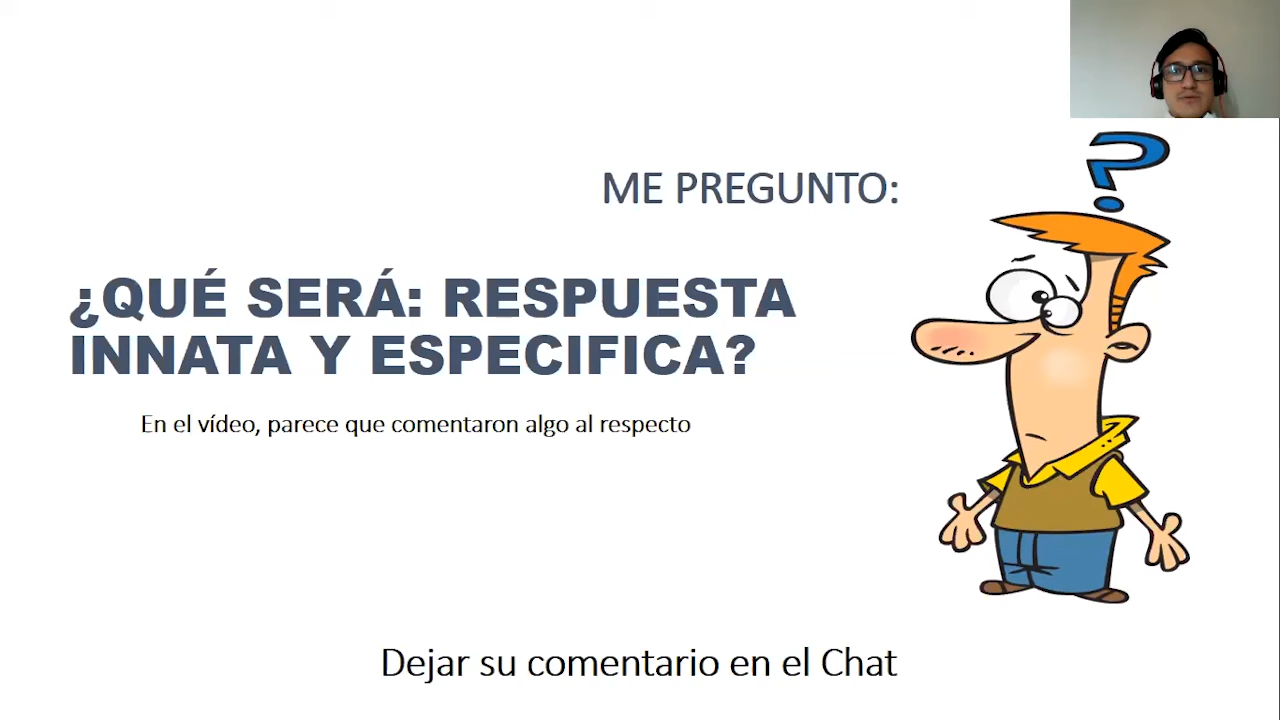 ME PREGUNTO:
¿QUÉ SERÁ: RESPUESTA
INNATA Y ESPECIFICA?
En el vídeo, parece que comentaron algo al respecto
Dejar su comentario en el Chat